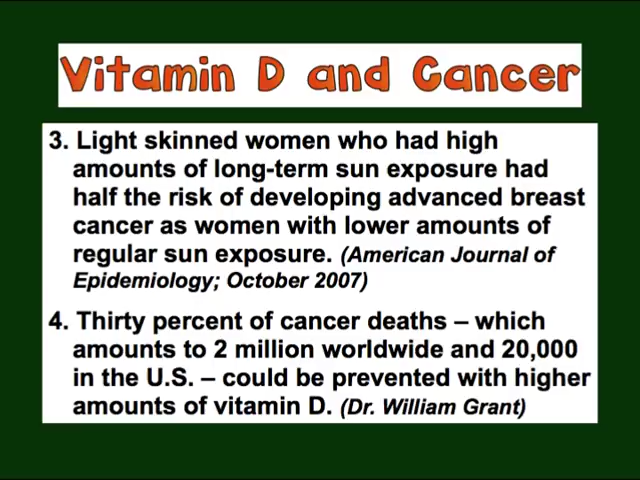 Vitamin D and Cancer
3. Light skinned women who had high
amounts of long-term sun exposure had
half the risk of developing advanced breast
cancer as women with lower amounts of
regular sun exposure. (American Journal of
Epidemiology; October 2007)
4. Thirty percent of cancer deaths – which
amounts to 2 million worldwide and 20,000
in the U.S. – could be prevented with higher
amounts of vitamin D. (Dr. William Grant)